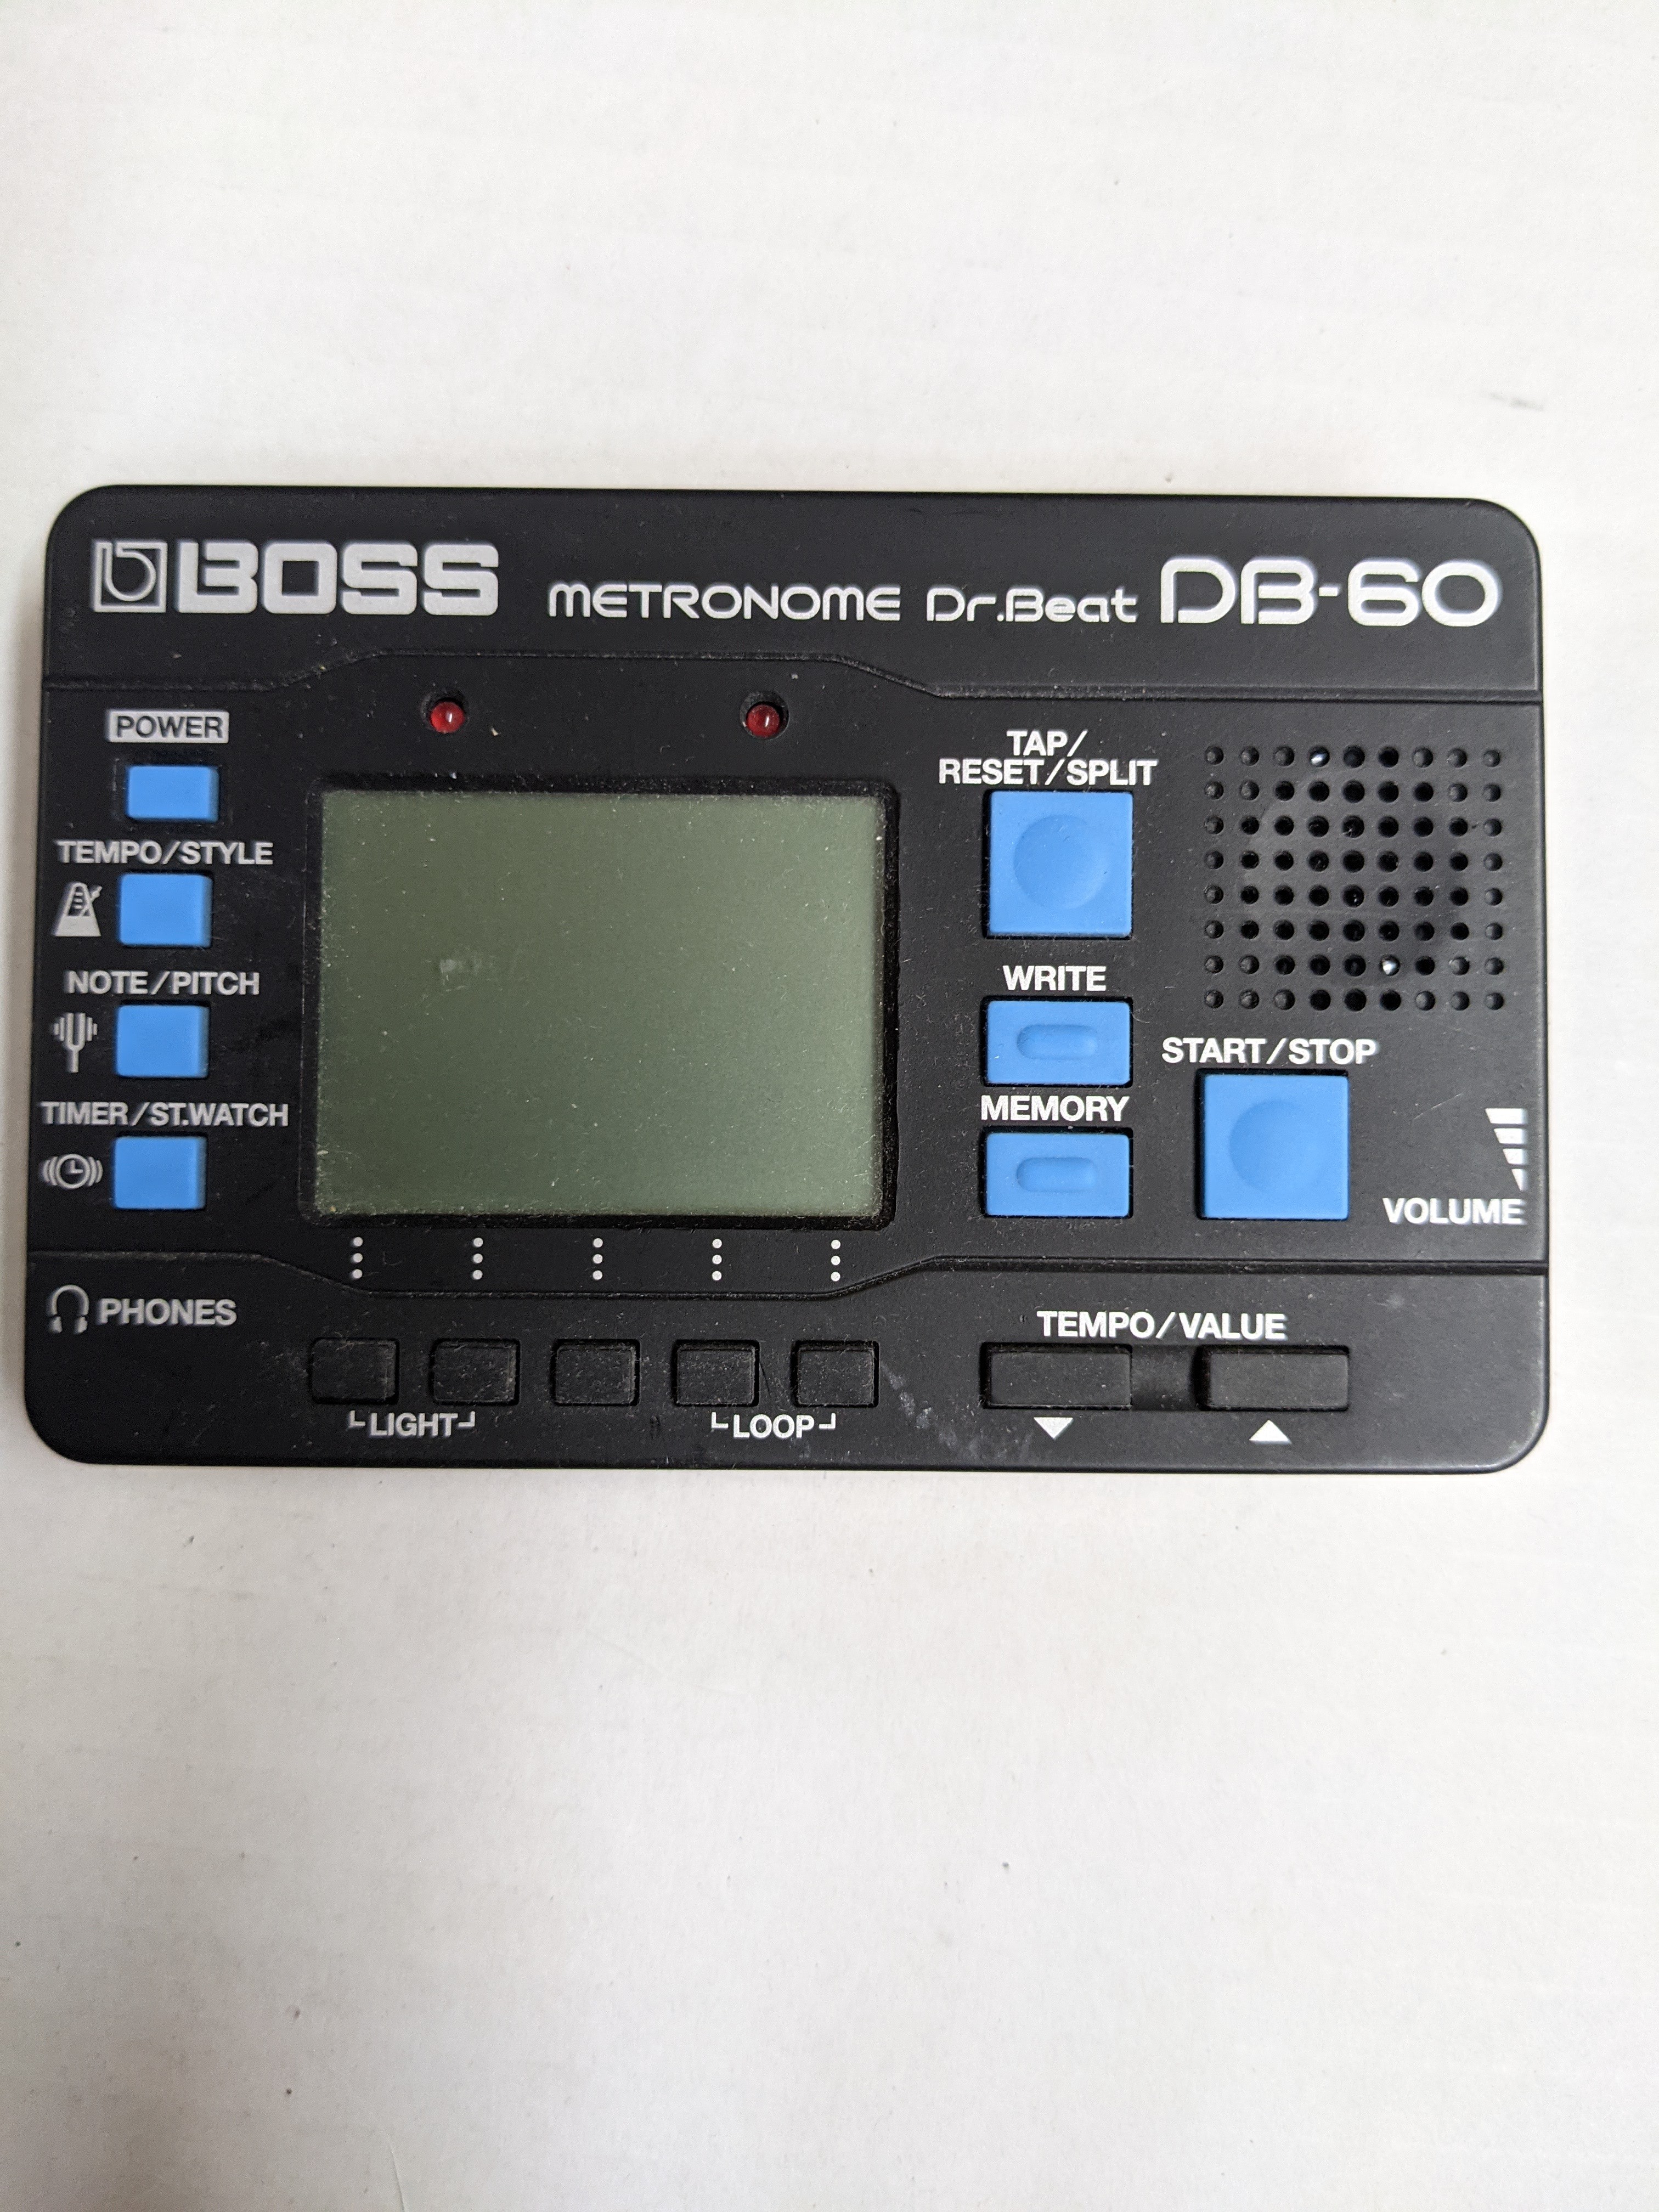 BOSS METRONOME Dr.Beat DB-60
POWER
TEMPO/STYLE
NOTE/PITCH
TIMER/ST.WATCH
PHONES
TAP/
RESET/SPLIT
WRITE
MEMORY
START/STOP
VOLUME
LIGHT
LOOP
TEMPO/VALUE